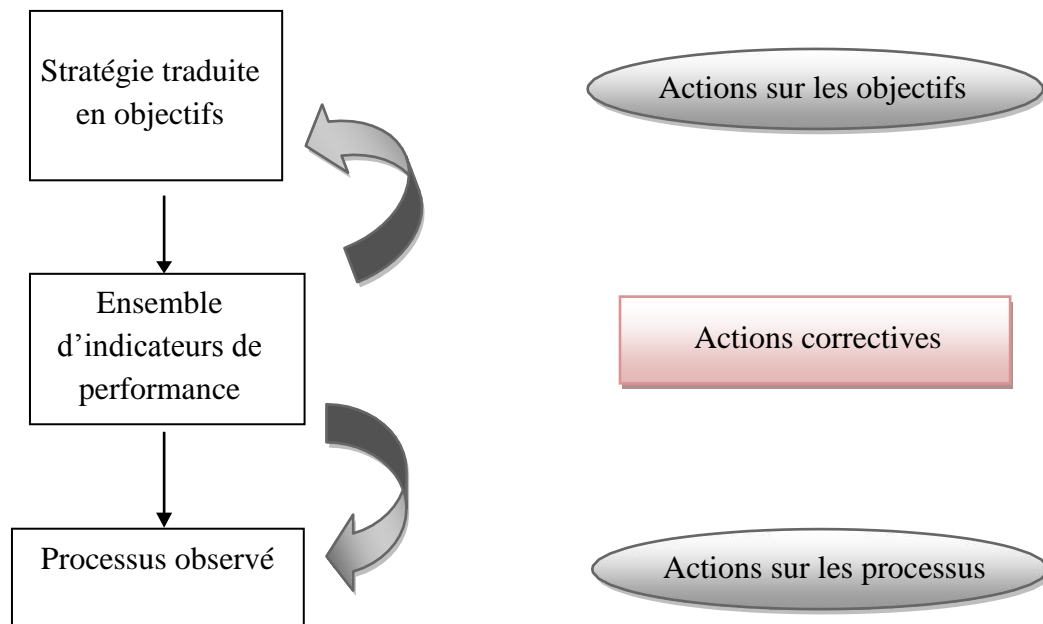 Stratégie traduite
en objectifs
Actions sur les objectifs
Ensemble
d’indicateurs de
performance
Actions correctives
Processus observé
Actions sur les processus